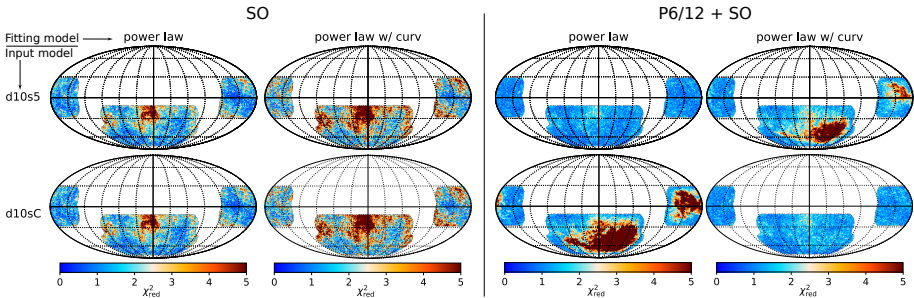 SO
P6/12 + SO
Fitting model
Input model
power law
power law w/ curv
power law
power law w/ curv
d10s5
d10sC
0 1 2 3 4 5
0 1 2 3 4 5
0 1 2 3 4 5
0 1 2 3 4 5
χ²red
χ²red
χ²red
χ²red